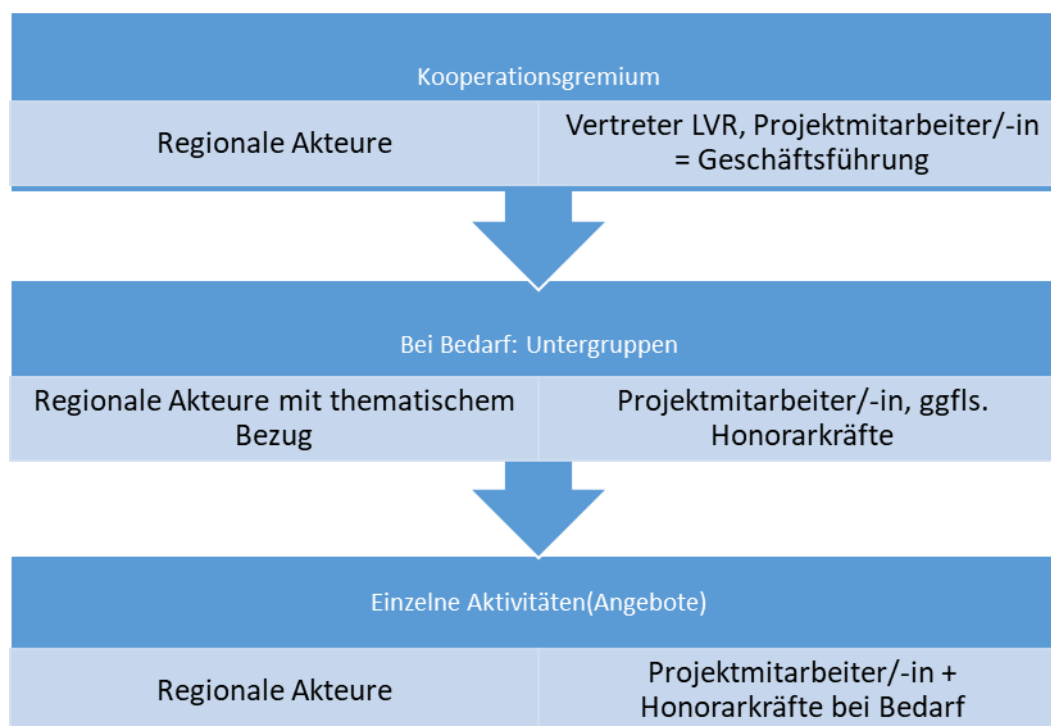 Kooperationsgremium
Regionale Akteure
Vertreter LVR, Projektmitarbeiter/-in
= Geschäftsführung
Bei Bedarf: Untergruppen
Regionale Akteure mit thematischem
Bezug
Projektmitarbeiter/-in, ggfls.
Honorarkräfte
Einzelne Aktivitäten(Angebote)
Regionale Akteure
Projektmitarbeiter/-in +
Honorarkräfte bei Bedarf